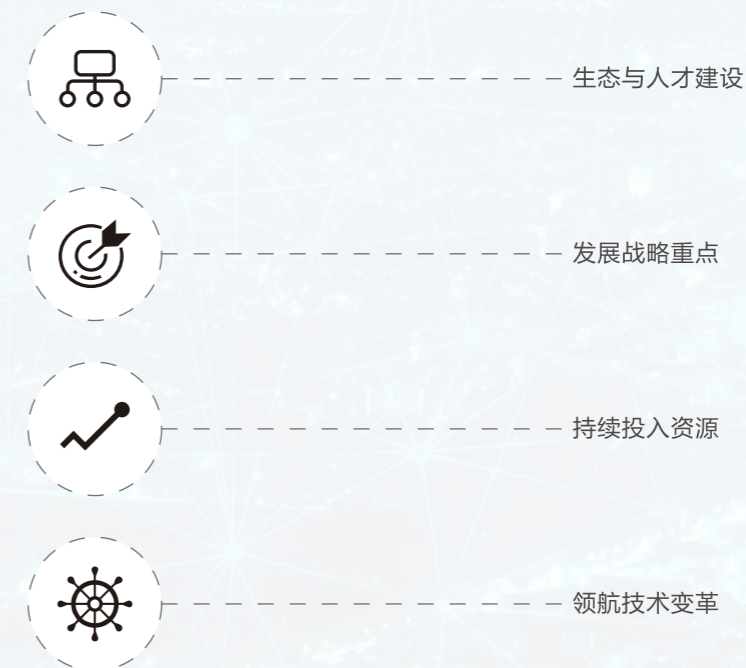 生态与人才建设
发展战略重点
持续投入资源
领航技术变革